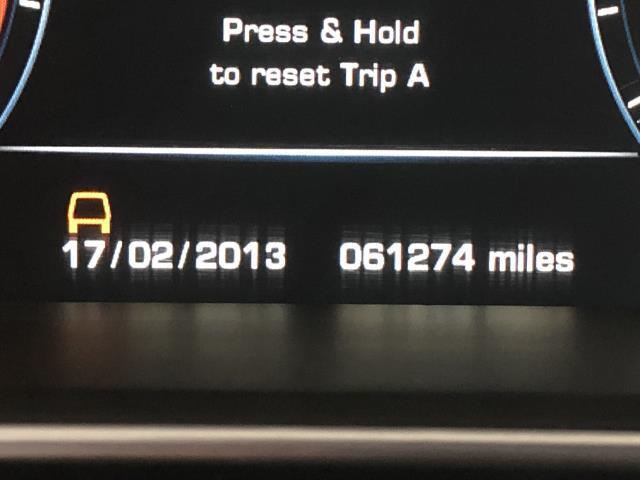 Press & Hold
to reset Trip A
17/02/2013 061274 miles